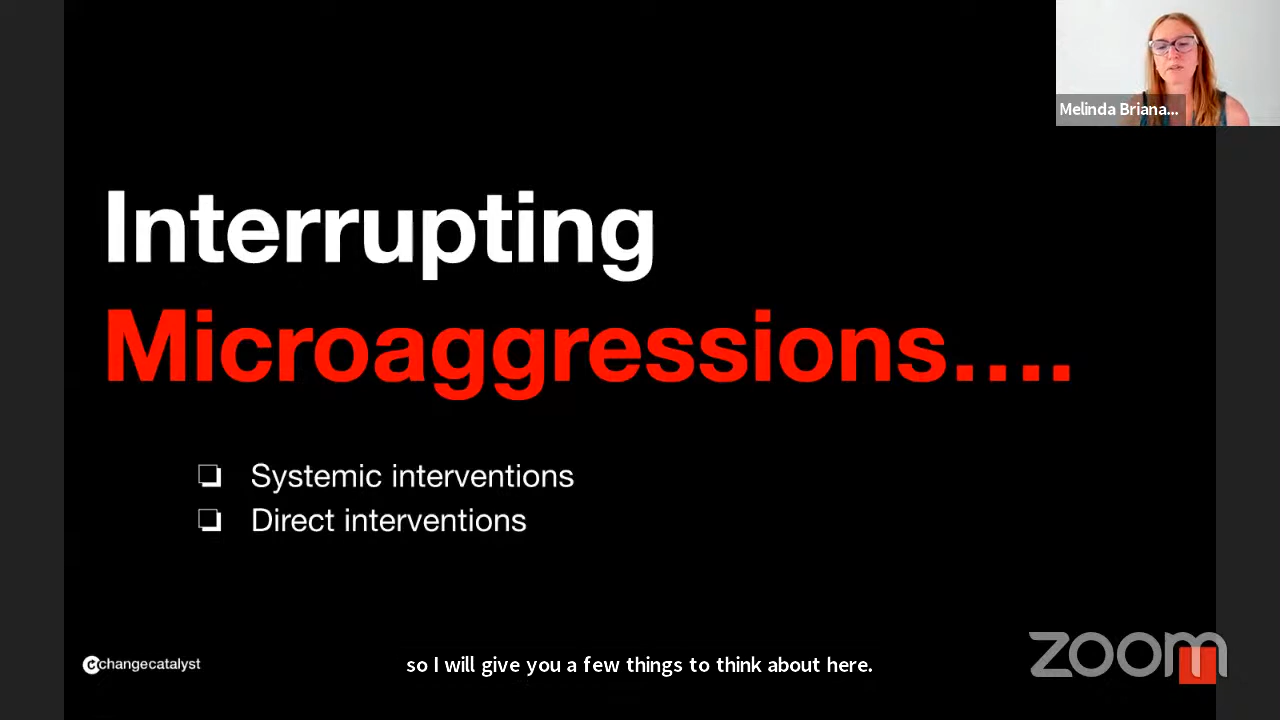 Melinda Briana...
Interrupting
Microaggressions....
❏ Systemic interventions
❏ Direct interventions
changecatalyst
so I will give you a few things to think about here.
zoom